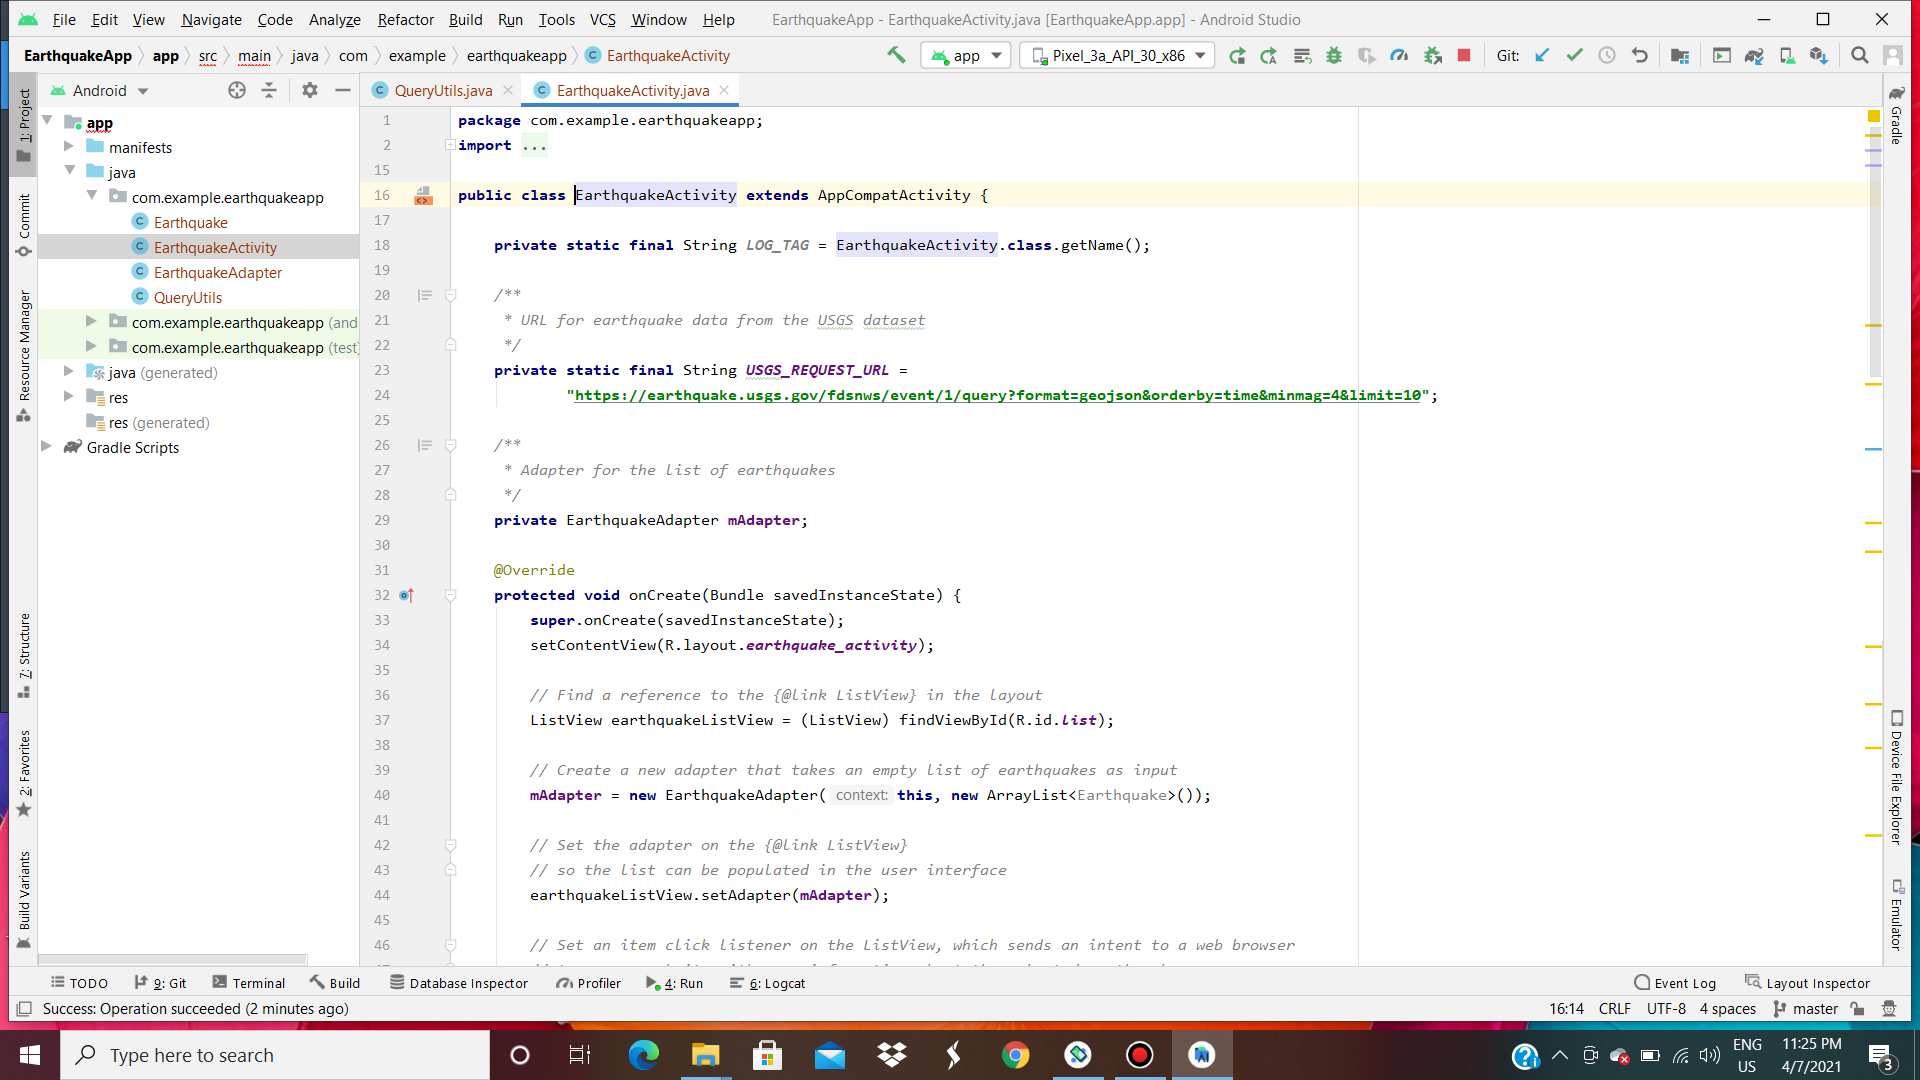 File Edit View Navigate Code Analyze Refactor Build Run Tools VCS Window Help EarthquakeApp - EarthquakeActivity.java [EarthquakeApp.app] - Android Studio
EarthquakeApp app src main java com example earthquakeapp EarthquakeActivity app Pixel_3a_API_30_x86 Git:
Android
QueryUtils.java EarthquakeActivity.java
1: Project
Commit
Resource Manager
7: Structure
2: Favorites
Build Variants
app
manifests
java
com.example.earthquakeapp
Earthquake
EarthquakeActivity
EarthquakeAdapter
QueryUtils
com.example.earthquakeapp (and
com.example.earthquakeapp (test)
java (generated)
res
res (generated)
Gradle Scripts
1 package com.example.earthquakeapp;
2 import ...
15
16 public class EarthquakeActivity extends AppCompatActivity {
17
18 private static final String LOG_TAG = EarthquakeActivity.class.getName();
19
20 /**
21 * URL for earthquake data from the USGS dataset
22 */
23 private static final String USGS_REQUEST_URL =
24 "https://earthquake.usgs.gov/fdsnws/event/1/query?format=geojson&orderby=time&minmag=4&limit=10";
25
26 /**
27 * Adapter for the list of earthquakes
28 */
29 private EarthquakeAdapter mAdapter;
30
31 @Override
32 protected void onCreate(Bundle savedInstanceState) {
33 super.onCreate(savedInstanceState);
34 setContentView(R.layout.earthquake_activity);
35
36 // Find a reference to the {@link ListView} in the layout
37 ListView earthquakeListView = (ListView) findViewById(R.id.list);
38
39 // Create a new adapter that takes an empty list of earthquakes as input
40 mAdapter = new EarthquakeAdapter( context: this, new ArrayList<Earthquake>());
41
42 // Set the adapter on the {@link ListView}
43 // so the list can be populated in the user interface
44 earthquakeListView.setAdapter(mAdapter);
45
46 // Set an item click listener on the ListView, which sends an intent to a web browser
Gradle
Device File Explorer
Emulator
TODO 9: Git Terminal Build Database Inspector Profiler 4: Run 6: Logcat Event Log Layout Inspector
Success: Operation succeeded (2 minutes ago) 16:14 CRLF UTF-8 4 spaces master
Type here to search
ENG
US
11:25 PM
4/7/2021
3